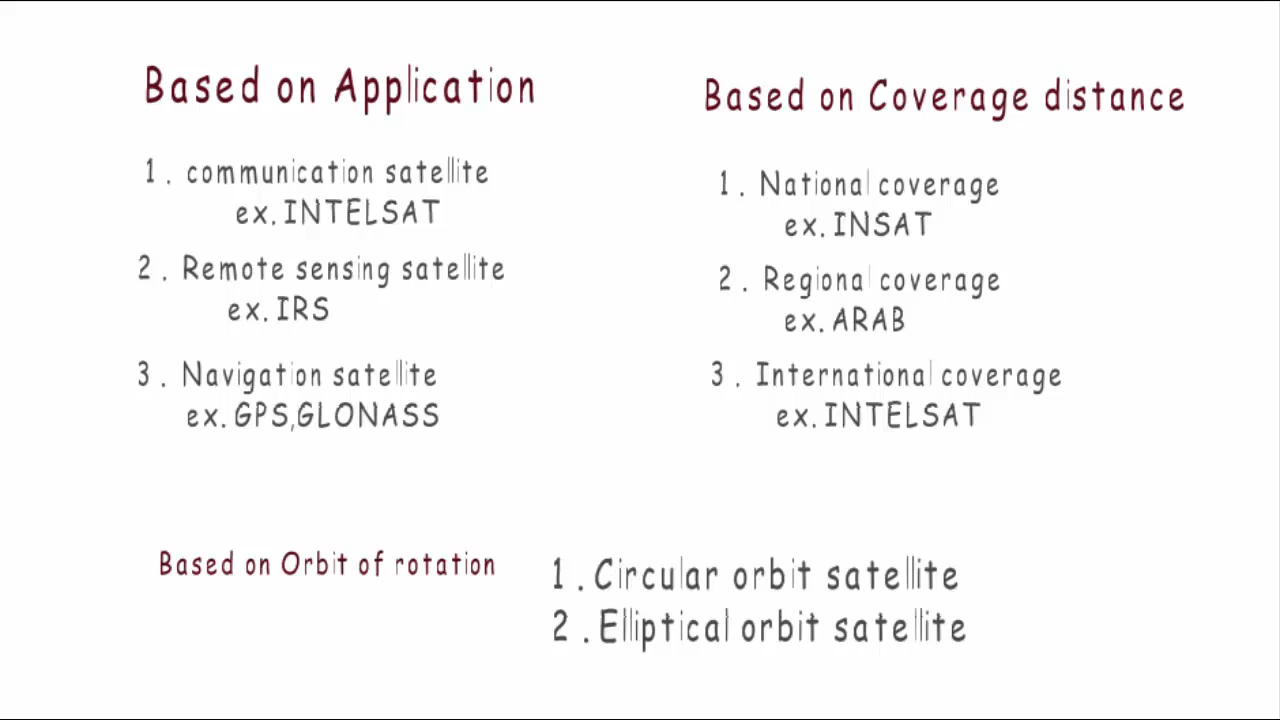 Based on Application
1. communication satellite
ex. INTELSAT
2. Remote sensing satellite
ex. IRS
3. Navigation satellite
ex. GPS,GLONASS
Based on Coverage distance
1. National coverage
ex. INSAT
2. Regional coverage
ex. ARAB
3. International coverage
ex. INTELSAT
Based on Orbit of rotation
1. Circular orbit satellite
2. Elliptical orbit satellite